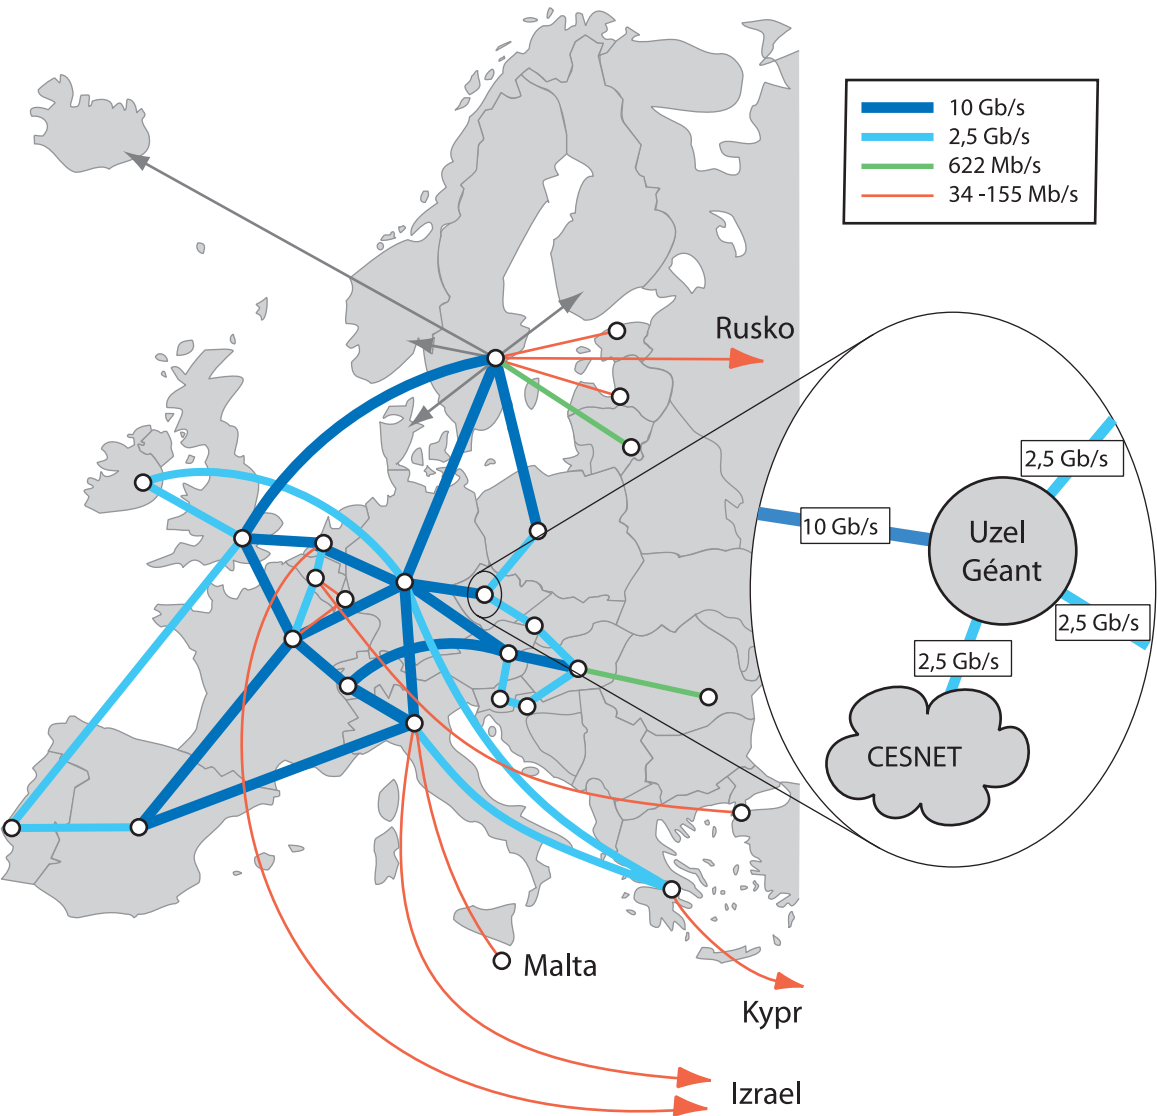 10 Gb/s
2,5 Gb/s
622 Mb/s
34 -155 Mb/s
Rusko
2,5 Gb/s
10 Gb/s
Uzel
Géant
2,5 Gb/s
2,5 Gb/s
CESNET
Malta
Kypr
Izrael